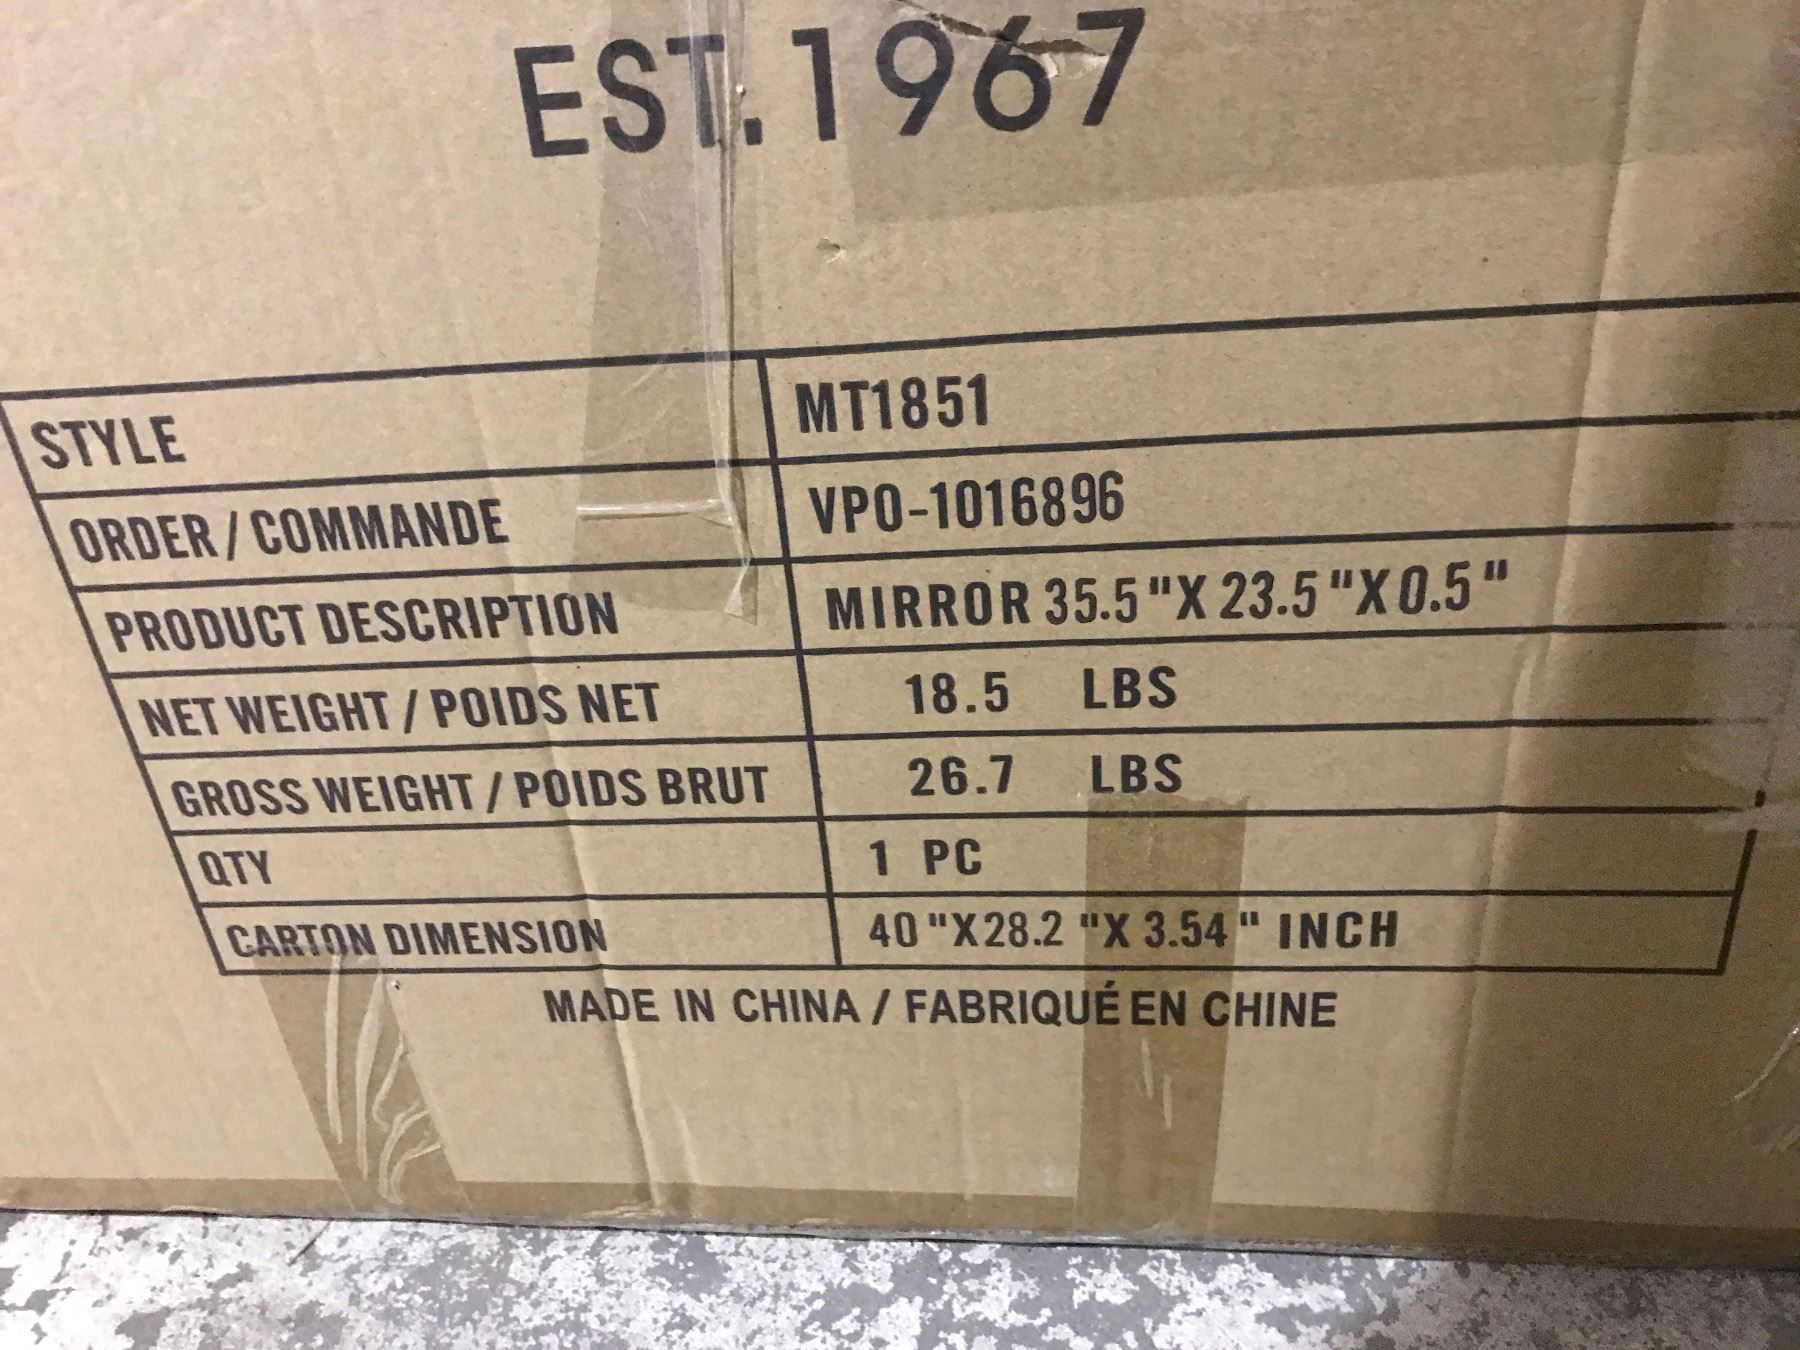 EST.1967
STYLE MT1851
ORDER / COMMANDE VPO-1016896
PRODUCT DESCRIPTION MIRROR 35.5"X 23.5"X 0.5"
NET WEIGHT / POIDS NET 18.5 LBS
GROSS WEIGHT / POIDS BRUT 26.7 LBS
QTY 1 PC
CARTON DIMENSION 40"X28.2"X 3.54" INCH
MADE IN CHINA / FABRIQUÉ EN CHINE